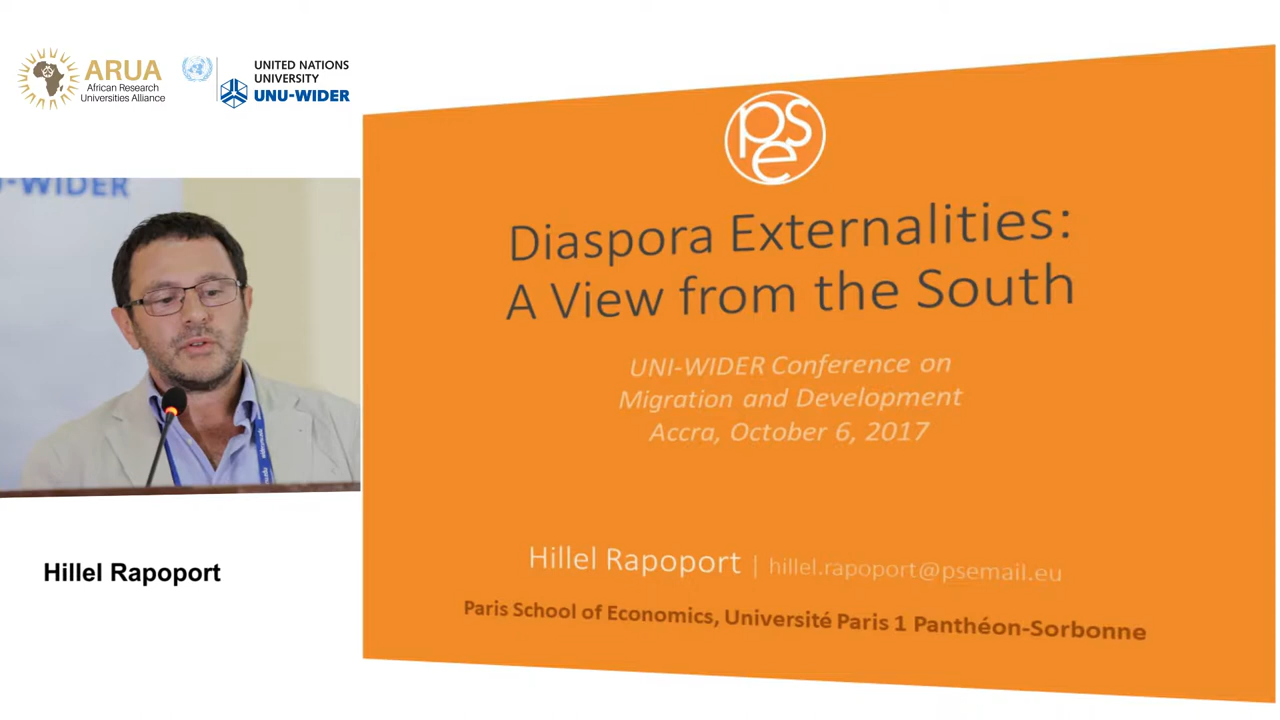 ARUA
African Research
Universities Alliance
UNITED NATIONS
UNIVERSITY
UNU-WIDER
U-WIDER
pse
Diaspora Externalities:
A View from the South
UNI-WIDER Conference on
Migration and Development
Accra, October 6, 2017
Hillel Rapoport | hillel.rapoport@psemail.eu
Paris School of Economics, Université Paris 1 Panthéon-Sorbonne
Hillel Rapoport